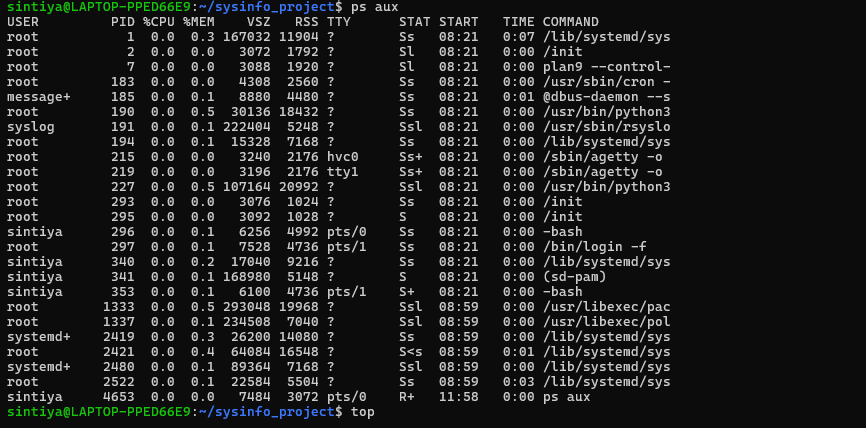 sintiya@LAPTOP-PPED66E9:~/sysinfo_project$ ps aux
USER         PID %CPU %MEM    VSZ   RSS TTY      STAT START   TIME COMMAND
root           1  0.0  0.3 167032 11904 ?        Ss   08:21   0:07 /lib/systemd/sys
root           2  0.0  0.0   3072  1792 ?        Sl   08:21   0:00 /init
root           7  0.0  0.0   3088  1920 ?        Sl   08:21   0:00 plan9 --control-
root         183  0.0  0.0   4308  2560 ?        Ss   08:21   0:00 /usr/sbin/cron -
message+     185  0.0  0.1   8880  4480 ?        Ss   08:21   0:01 @dbus-daemon --s
root         190  0.0  0.5  30136 18432 ?        Ss   08:21   0:00 /usr/bin/python3
syslog       191  0.0  0.1 222404  5248 ?        Ssl  08:21   0:00 /usr/sbin/rsyslo
root         194  0.0  0.1  15328  7168 ?        Ss   08:21   0:00 /lib/systemd/sys
root         215  0.0  0.0   3240  2176 hvc0     Ss+  08:21   0:00 /sbin/agetty -o
root         219  0.0  0.0   3196  2176 tty1     Ss+  08:21   0:00 /sbin/agetty -o
root         227  0.0  0.5 107164 20992 ?        Ssl  08:21   0:00 /usr/bin/python3
root         293  0.0  0.0   3076  1024 ?        Ss   08:21   0:00 /init
root         295  0.0  0.0   3092  1028 ?        S    08:21   0:00 /init
sintiya      296  0.0  0.1   6256  4992 pts/0    Ss   08:21   0:00 -bash
root         297  0.0  0.1   7528  4736 pts/1    Ss   08:21   0:00 /bin/login -f
sintiya      340  0.0  0.2  17040  9216 ?        Ss   08:21   0:00 /lib/systemd/sys
sintiya      341  0.0  0.1 168980  5148 ?        S    08:21   0:00 (sd-pam)
sintiya      353  0.0  0.1   6100  4736 pts/1    S+   08:21   0:00 -bash
root        1333  0.0  0.5 293048 19968 ?        Ssl  08:59   0:00 /usr/libexec/pac
root        1337  0.0  0.1 234508  7040 ?        Ssl  08:59   0:00 /usr/libexec/pol
systemd+    2419  0.0  0.3  26200 14080 ?        Ss   08:59   0:00 /lib/systemd/sys
root        2421  0.0  0.4  64084 16548 ?        S<s  08:59   0:01 /lib/systemd/sys
systemd+    2480  0.0  0.1  89364  7168 ?        Ssl  08:59   0:00 /lib/systemd/sys
root        2522  0.0  0.1  22584  5504 ?        Ss   08:59   0:03 /lib/systemd/sys
sintiya     4653  0.0  0.0   7484  3072 pts/0    R+   11:58   0:00 ps aux
sintiya@LAPTOP-PPED66E9:~/sysinfo_project$ top